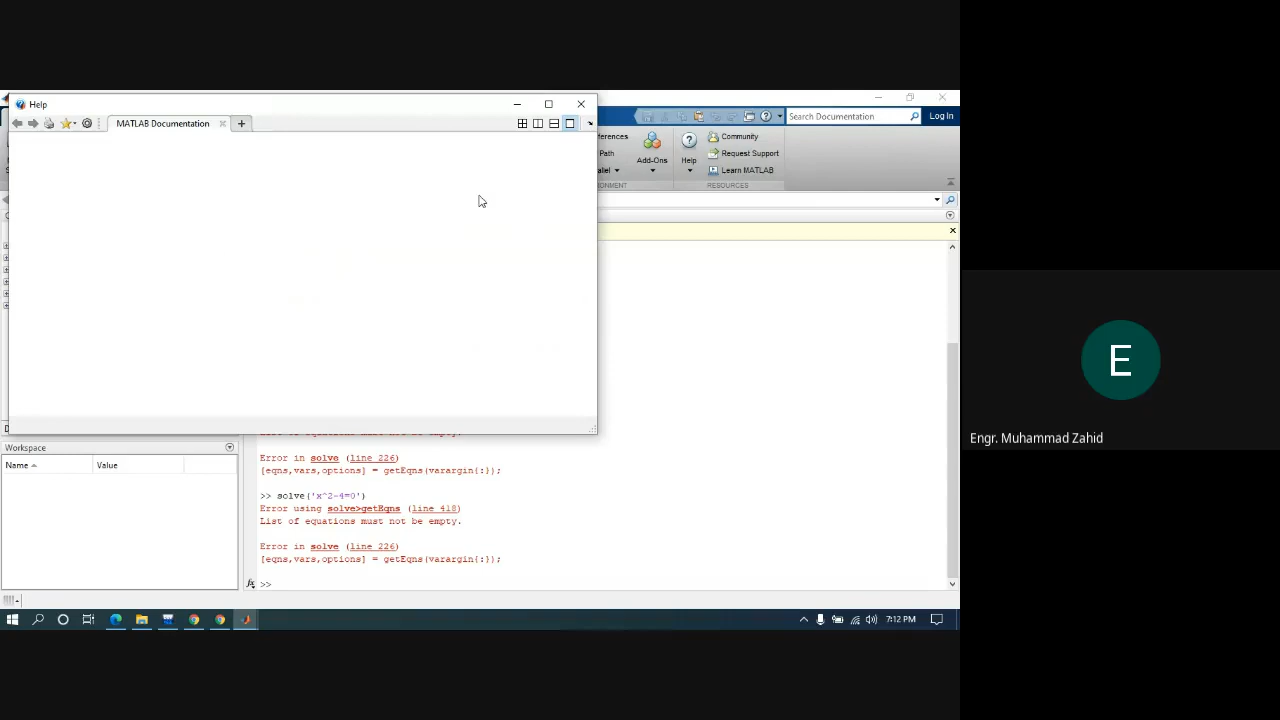 Help
MATLAB Documentation
Search Documentation
Log In
Path
Add-Ons
Help
Community
Request Support
Learn MATLAB
RESOURCES
Workspace
Name
Value
Error in solve (line 226)
[eqns,vars,options] = getEqns(varargin{:});
>> solve('x^2-4=0')
Error using solve>getEqns (line 418)
List of equations must not be empty.
Error in solve (line 226)
[eqns,vars,options] = getEqns(varargin{:});
fx >>
7:12 PM
E
Engr. Muhammad Zahid